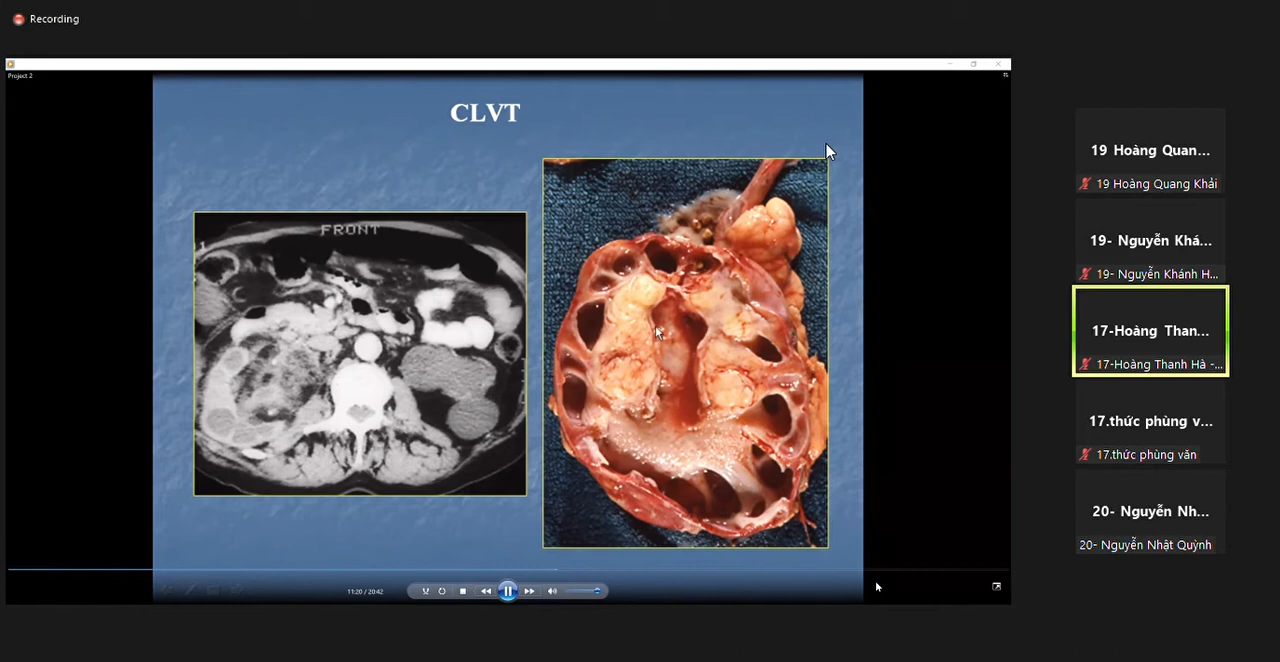 Recording
Project 2
CLVT
FRONT
11:20 / 20:42
19 Hoàng Quan...
19 Hoàng Quang Khải
19- Nguyễn Khá...
19- Nguyễn Khánh H...
17-Hoàng Than...
17-Hoàng Thanh Hà -...
17.thức phùng v...
17.thức phùng văn
20- Nguyễn Nh...
20- Nguyễn Nhật Quỳnh